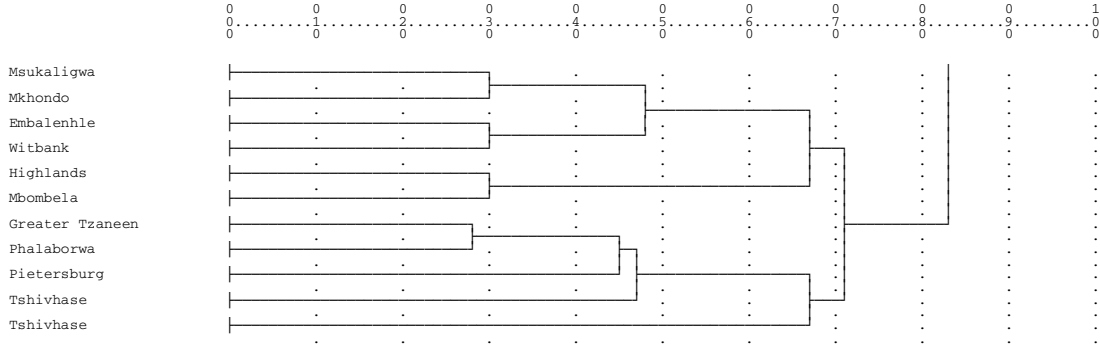 0 0 0 0 0 0 0 0 0 0 1
0.........1.........2.........3.........4.........5.........6.........7.........8.........9.........0
0 0 0 0 0 0 0 0 0 0 0
Msukaligwa
Mkhondo
Embalenhle
Witbank
Highlands
Mbombela
Greater Tzaneen
Phalaborwa
Pietersburg
Tshivhase
Tshivhase